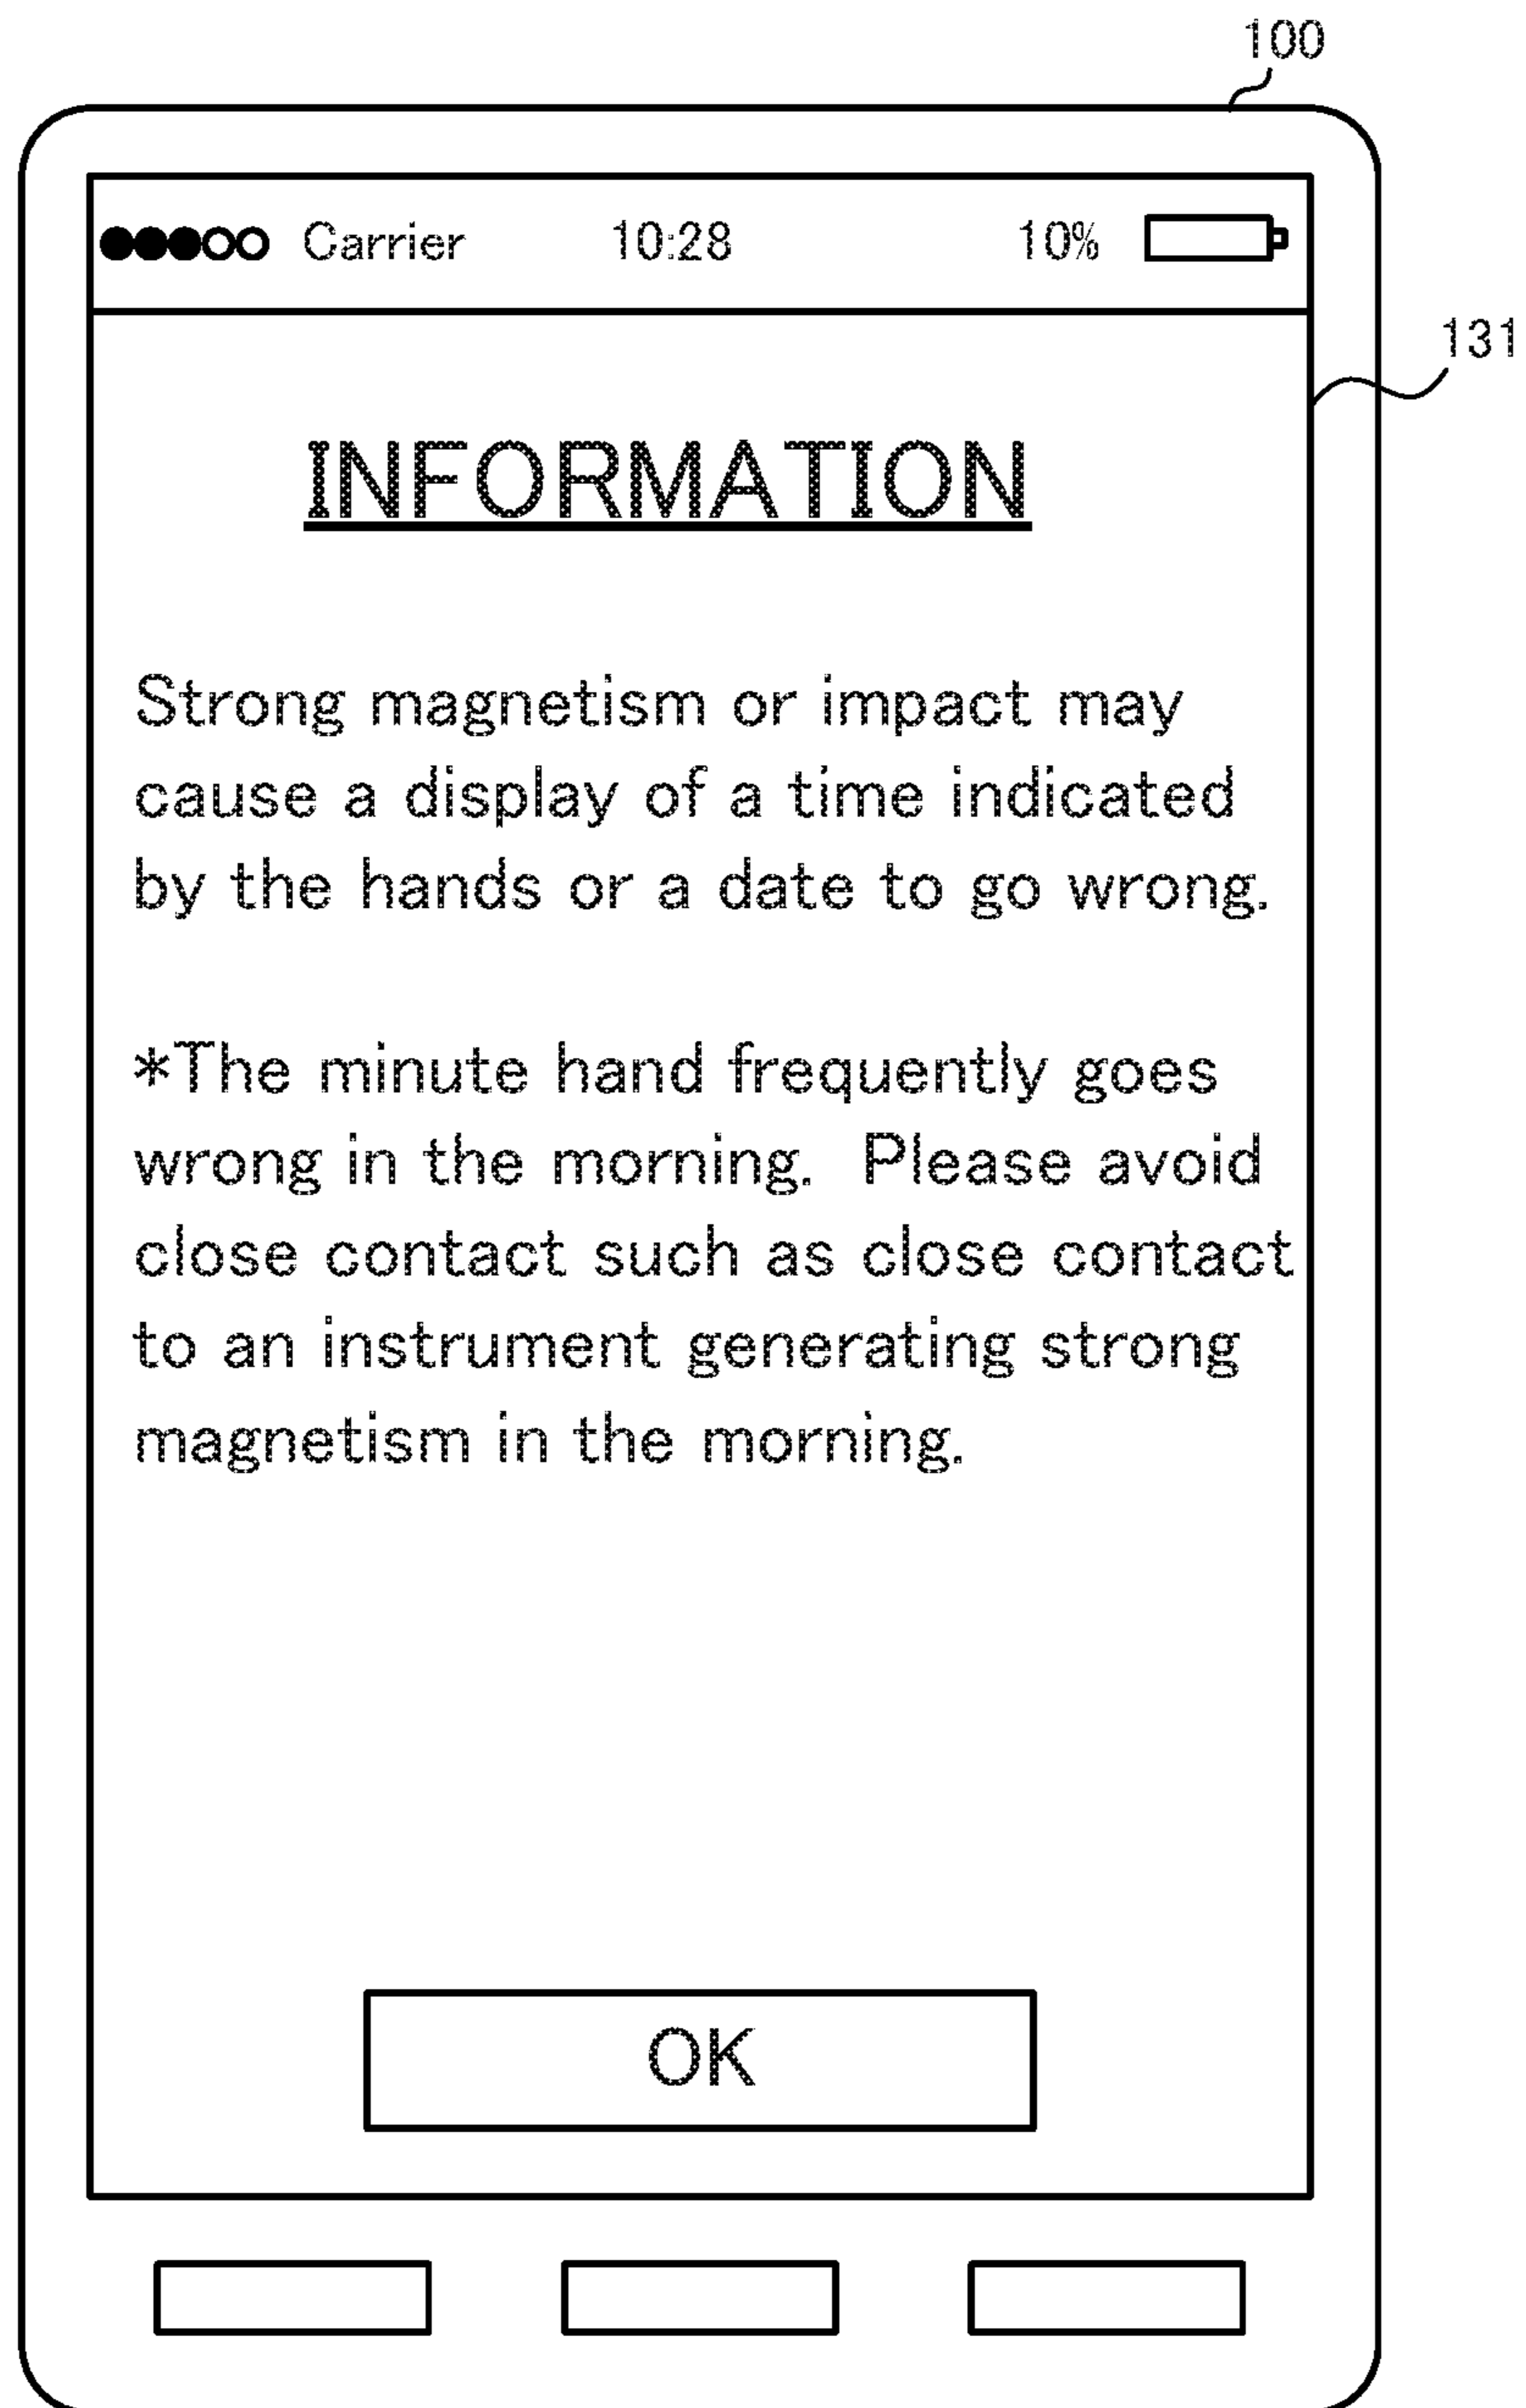 100
Carrier 10:28 10%
131
INFORMATION
Strong magnetism or impact may
cause a display of a time indicated
by the hands or a date to go wrong.
*The minute hand frequently goes
wrong in the morning. Please avoid
close contact such as close contact
to an instrument generating strong
magnetism in the morning.
OK